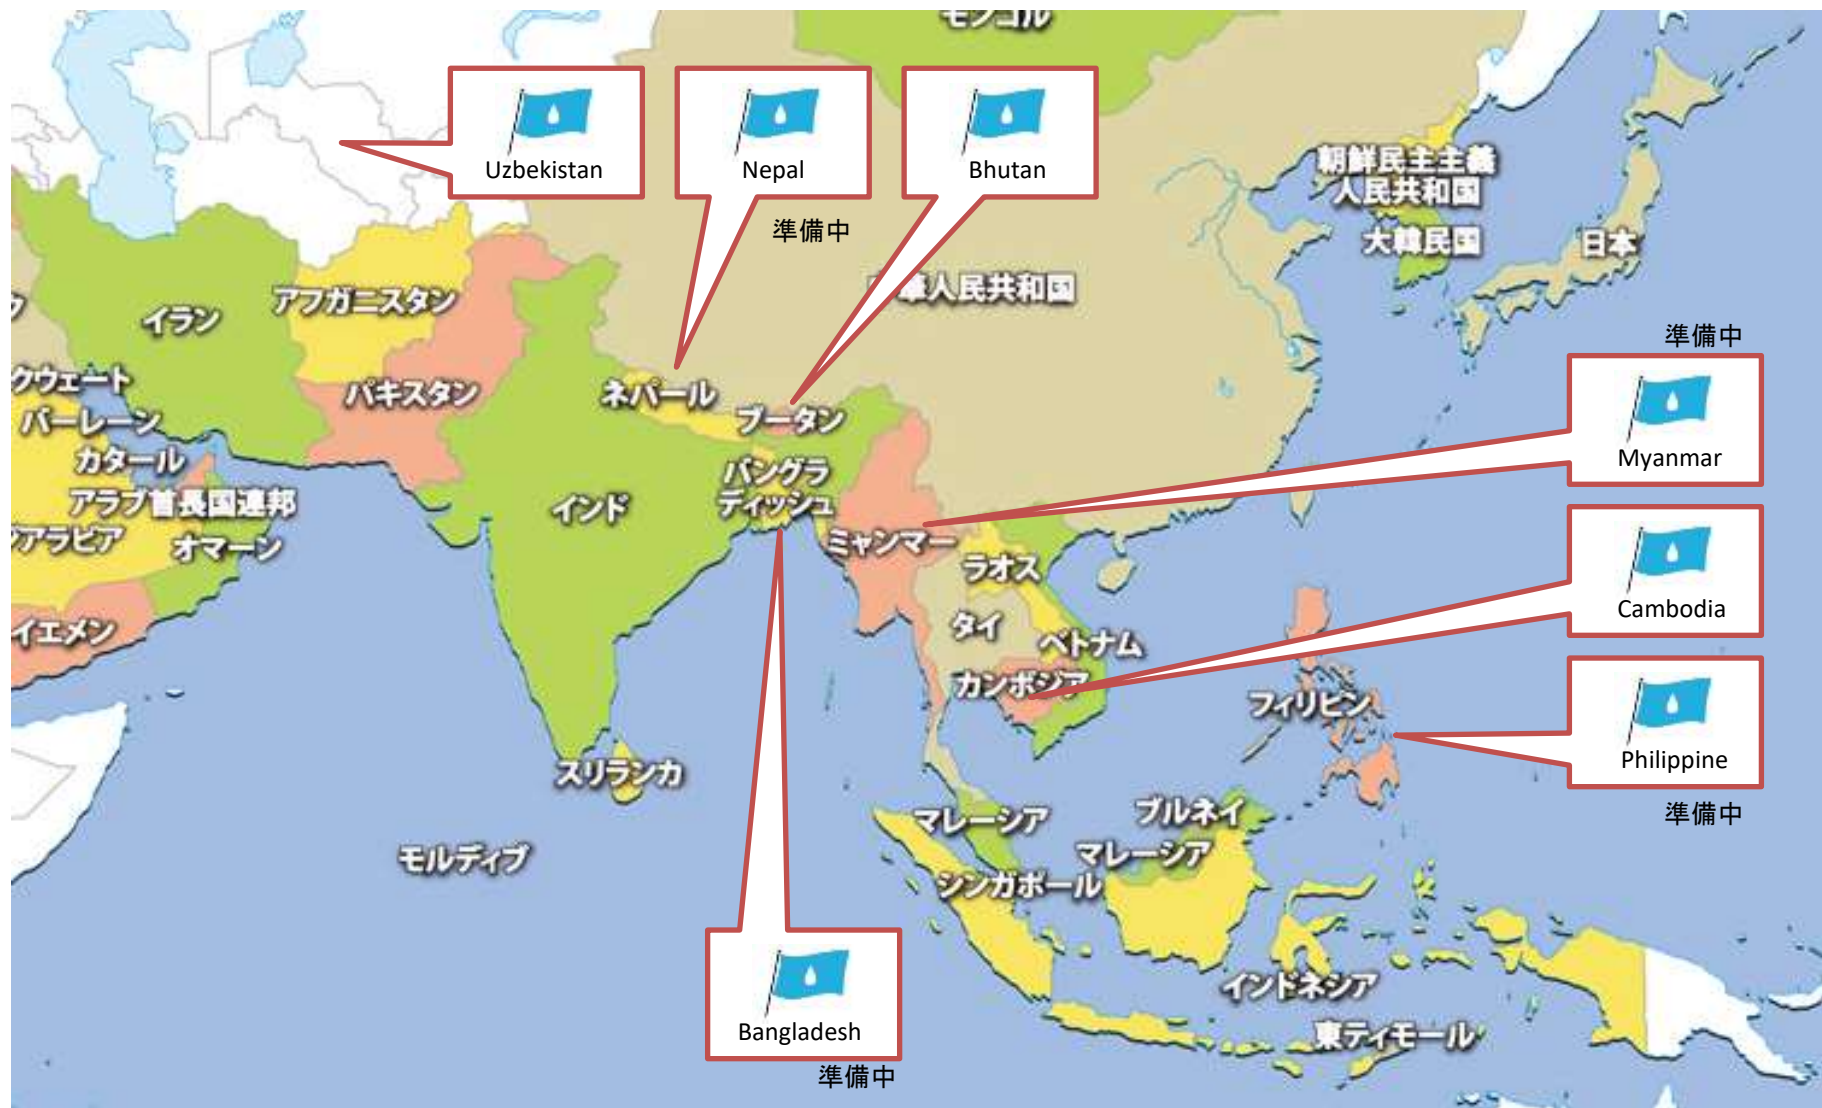 モンゴル
Uzbekistan
Nepal
Bhutan
準備中
朝鮮民主主義
人民共和国
大韓民国
日本
華人民共和国
アフガニスタン
イラン
準備中
クウェート
バーレーン
カタール
アラブ首長国連邦
アラビア
オマーン
イエメン
パキスタン
ネパール
ブータン
バングラ
ディッシュ
インド
ミャンマー
ラオス
タイ
ベトナム
カンボジア
Myanmar
Cambodia
フィリピン
Philippine
準備中
スリランカ
モルディブ
マレーシア
ブルネイ
マレーシア
シンガポール
インドネシア
東ティモール
Bangladesh
準備中